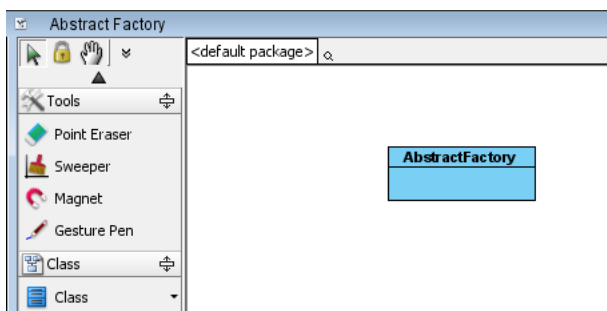 Abstract Factory
<default package>
Tools
Point Eraser
Sweeper
Magnet
Gesture Pen
Class
Class
AbstractFactory